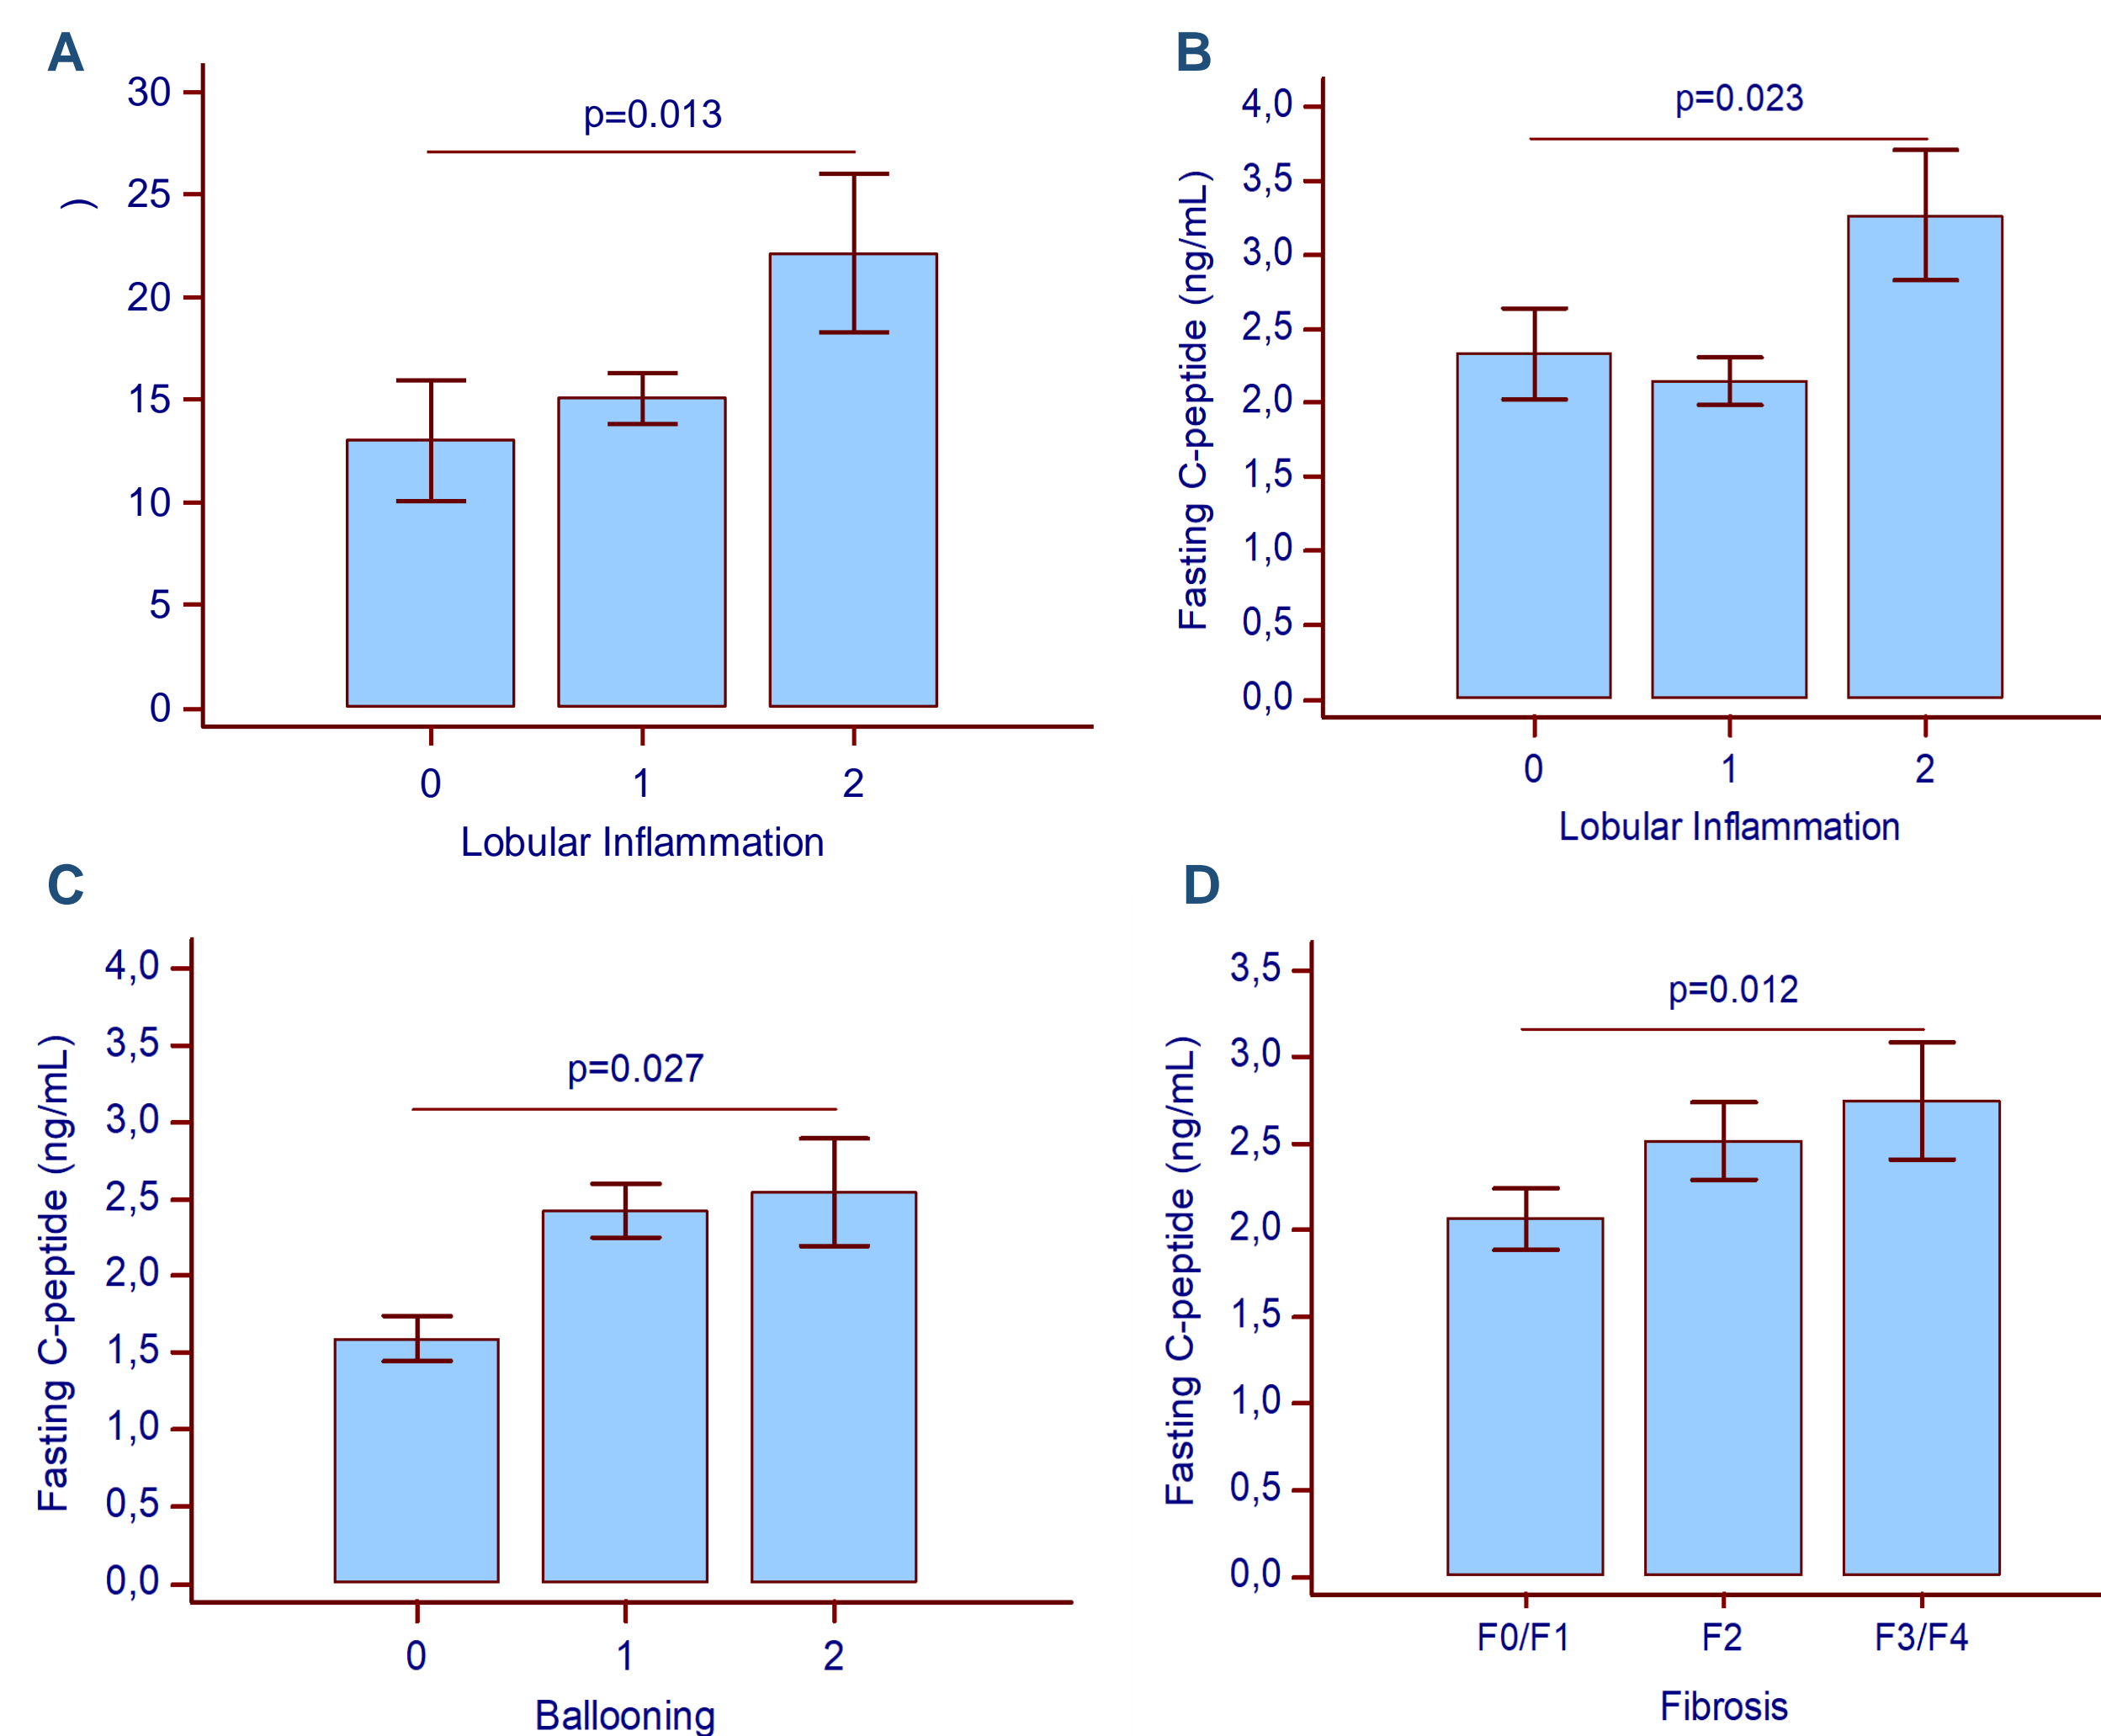 A
30
p=0.013
25
)
20
15
10
5
0
0 1 2
Lobular Inflammation
B
4,0
p=0.023
3,5
3,0
2,5
2,0
1,5
1,0
0,5
0,0
Fasting C-peptide (ng/mL)
0 1 2
Lobular Inflammation
C
4,0
3,5
p=0.027
3,0
2,5
2,0
1,5
1,0
0,5
0,0
Fasting C-peptide (ng/mL)
0 1 2
Ballooning
D
3,5
p=0.012
3,0
2,5
2,0
1,5
1,0
0,5
0,0
Fasting C-peptide (ng/mL)
F0/F1 F2 F3/F4
Fibrosis